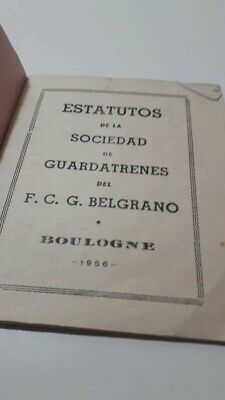 ESTATUTOS
DE LA
SOCIEDAD
DE
GUARDATRENES
DEL
F. C. G. BELGRANO
BOULOGNE
- 1956 -